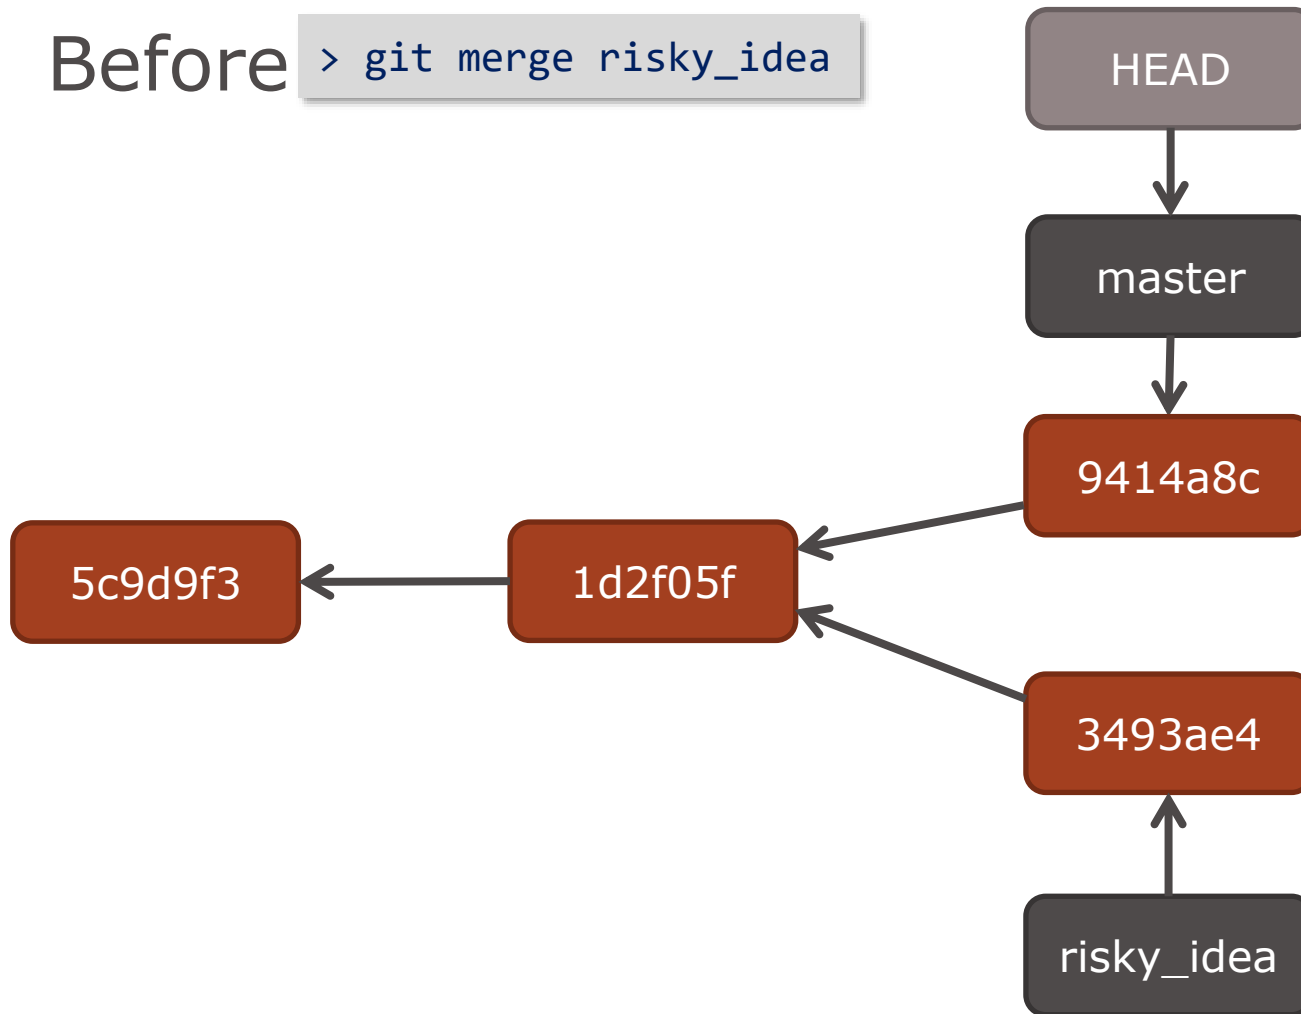 Before
> git merge risky_idea
HEAD
master
9414a8c
5c9d9f3
1d2f05f
3493ae4
risky_idea